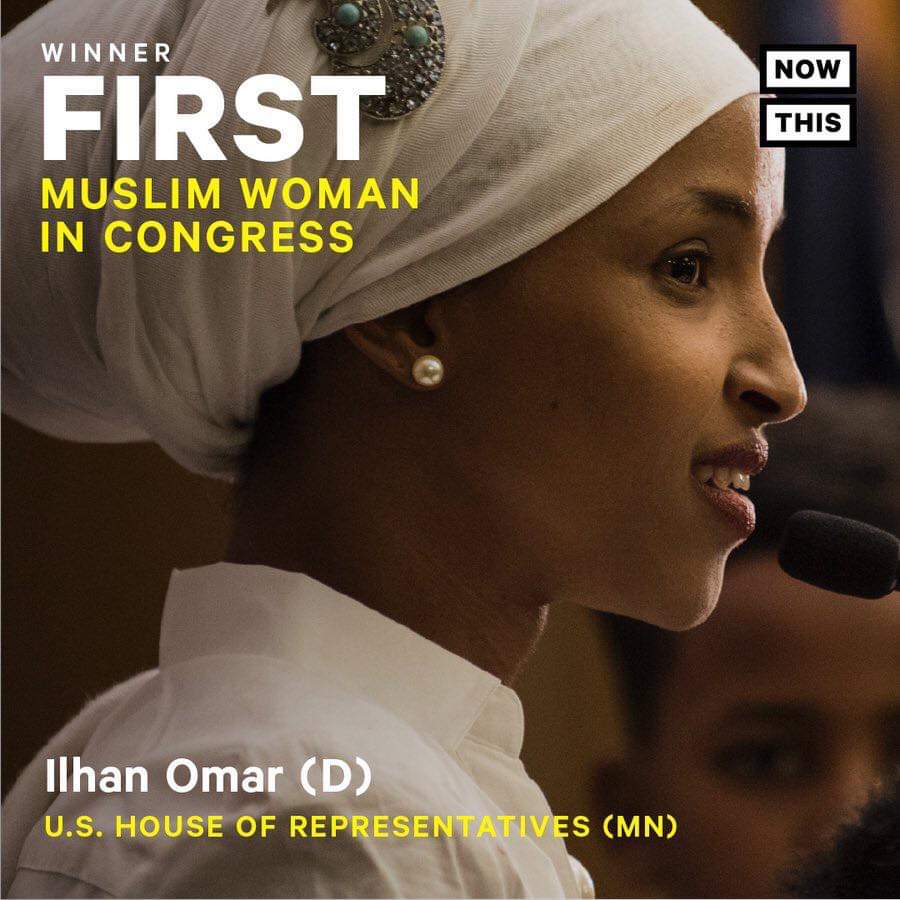 WINNER
FIRST
MUSLIM WOMAN
IN CONGRESS
NOW
THIS
Ilhan Omar (D)
U.S. HOUSE OF REPRESENTATIVES (MN)